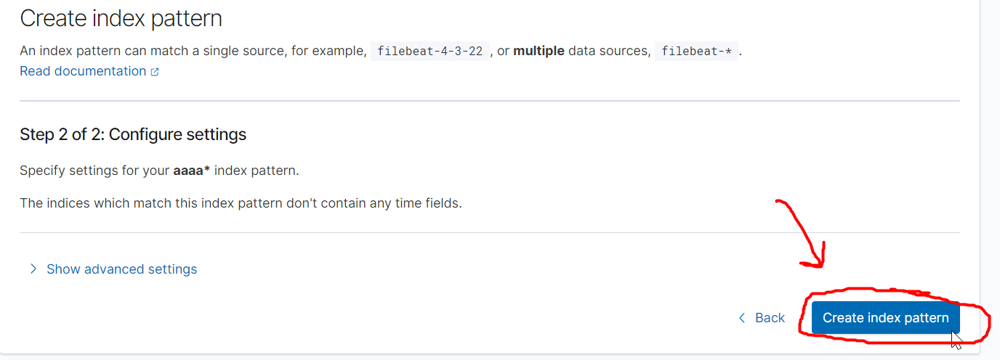 Create index pattern
An index pattern can match a single source, for example, filebeat-4-3-22 , or multiple data sources, filebeat-* .
Read documentation
Step 2 of 2: Configure settings
Specify settings for your aaaa* index pattern.
The indices which match this index pattern don't contain any time fields.
Show advanced settings
Back Create index pattern